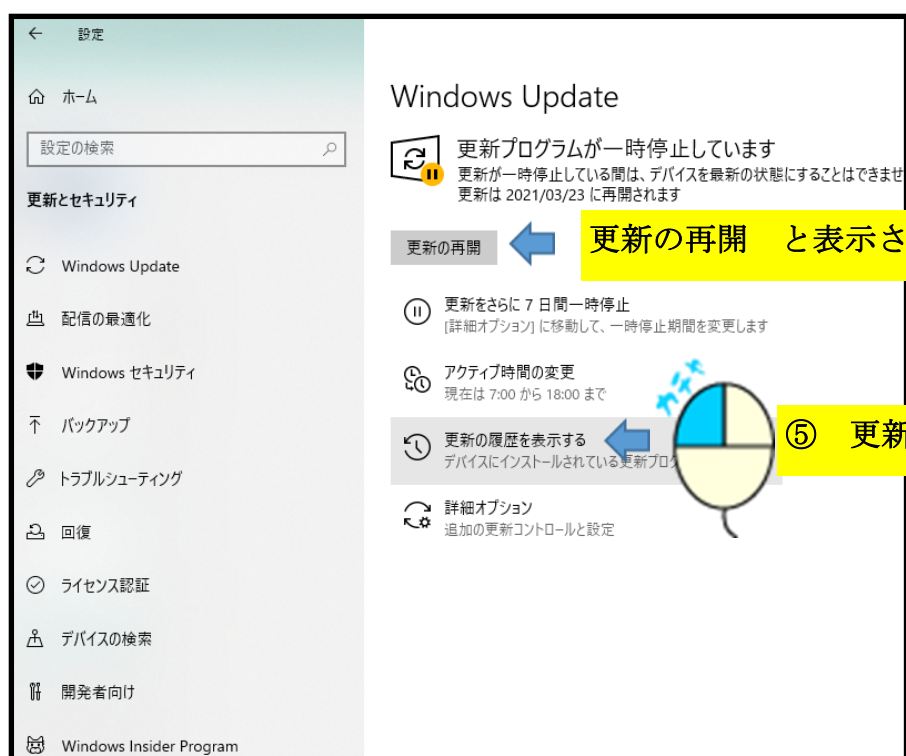 設定
ホーム
設定の検索
更新とセキュリティ
Windows Update
配信の最適化
Windows セキュリティ
バックアップ
トラブルシューティング
回復
ライセンス認証
デバイスの検索
開発者向け
Windows Insider Program
Windows Update
更新プログラムが一時停止しています
更新が一時停止している間は、デバイスを最新の状態にすることはできませ
更新は 2021/03/23 に再開されます
更新の再開
更新の再開 と表示さ
更新をさらに 7 日間一時停止
[詳細オプション] に移動して、一時停止期間を変更します
アクティブ時間の変更
現在は 7:00 から 18:00 まで
カチャ
更新の履歴を表示する
デバイスにインストールされている更新プロ
⑤ 更新
詳細オプション
追加の更新コントロールと設定